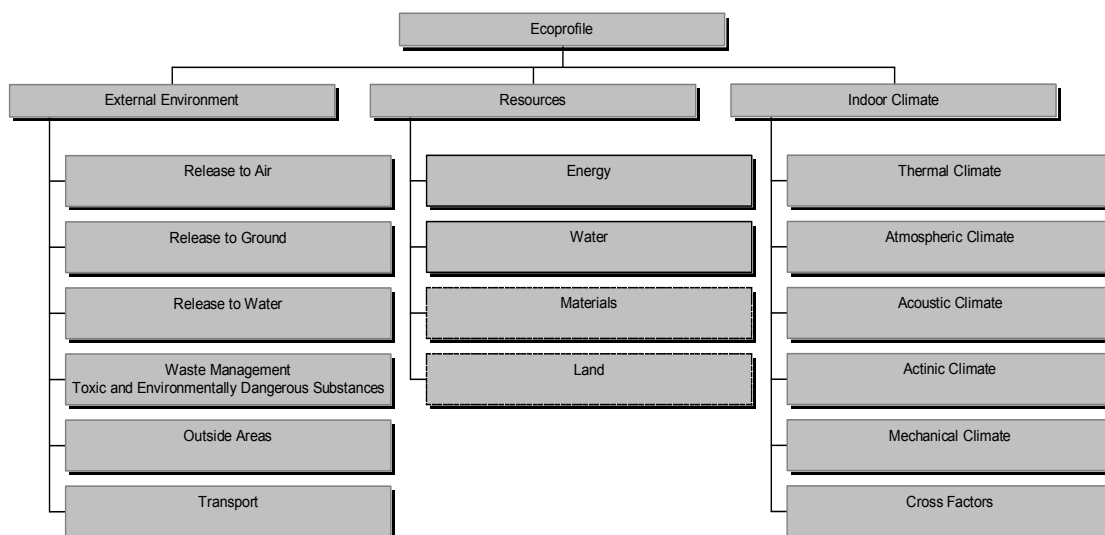 Ecoprofile
External Environment
Resources
Indoor Climate
Release to Air
Release to Ground
Release to Water
Waste Management
Toxic and Environmentally Dangerous Substances
Outside Areas
Transport
Energy
Water
Materials
Land
Thermal Climate
Atmospheric Climate
Acoustic Climate
Actinic Climate
Mechanical Climate
Cross Factors